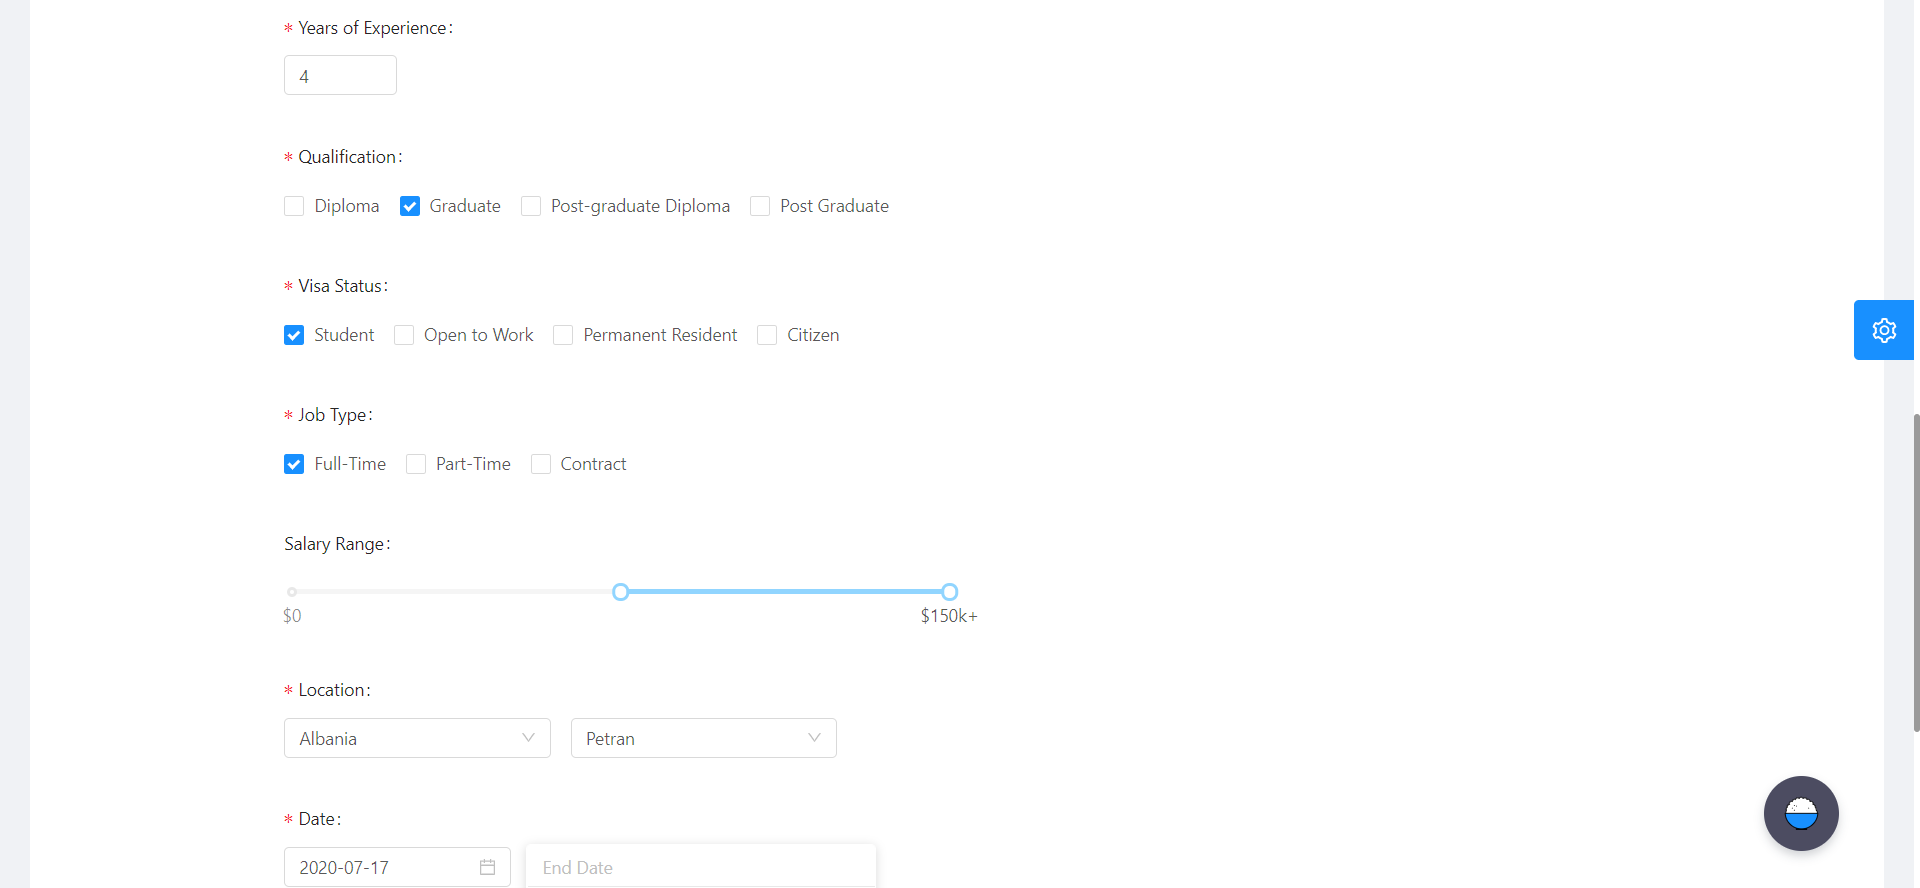 * Years of Experience:
4
* Qualification:
Diploma Graduate Post-graduate Diploma Post Graduate
* Visa Status:
Student Open to Work Permanent Resident Citizen
* Job Type:
Full-Time Part-Time Contract
Salary Range:
$0 $150k+
* Location:
Albania Petran
* Date:
2020-07-17 End Date